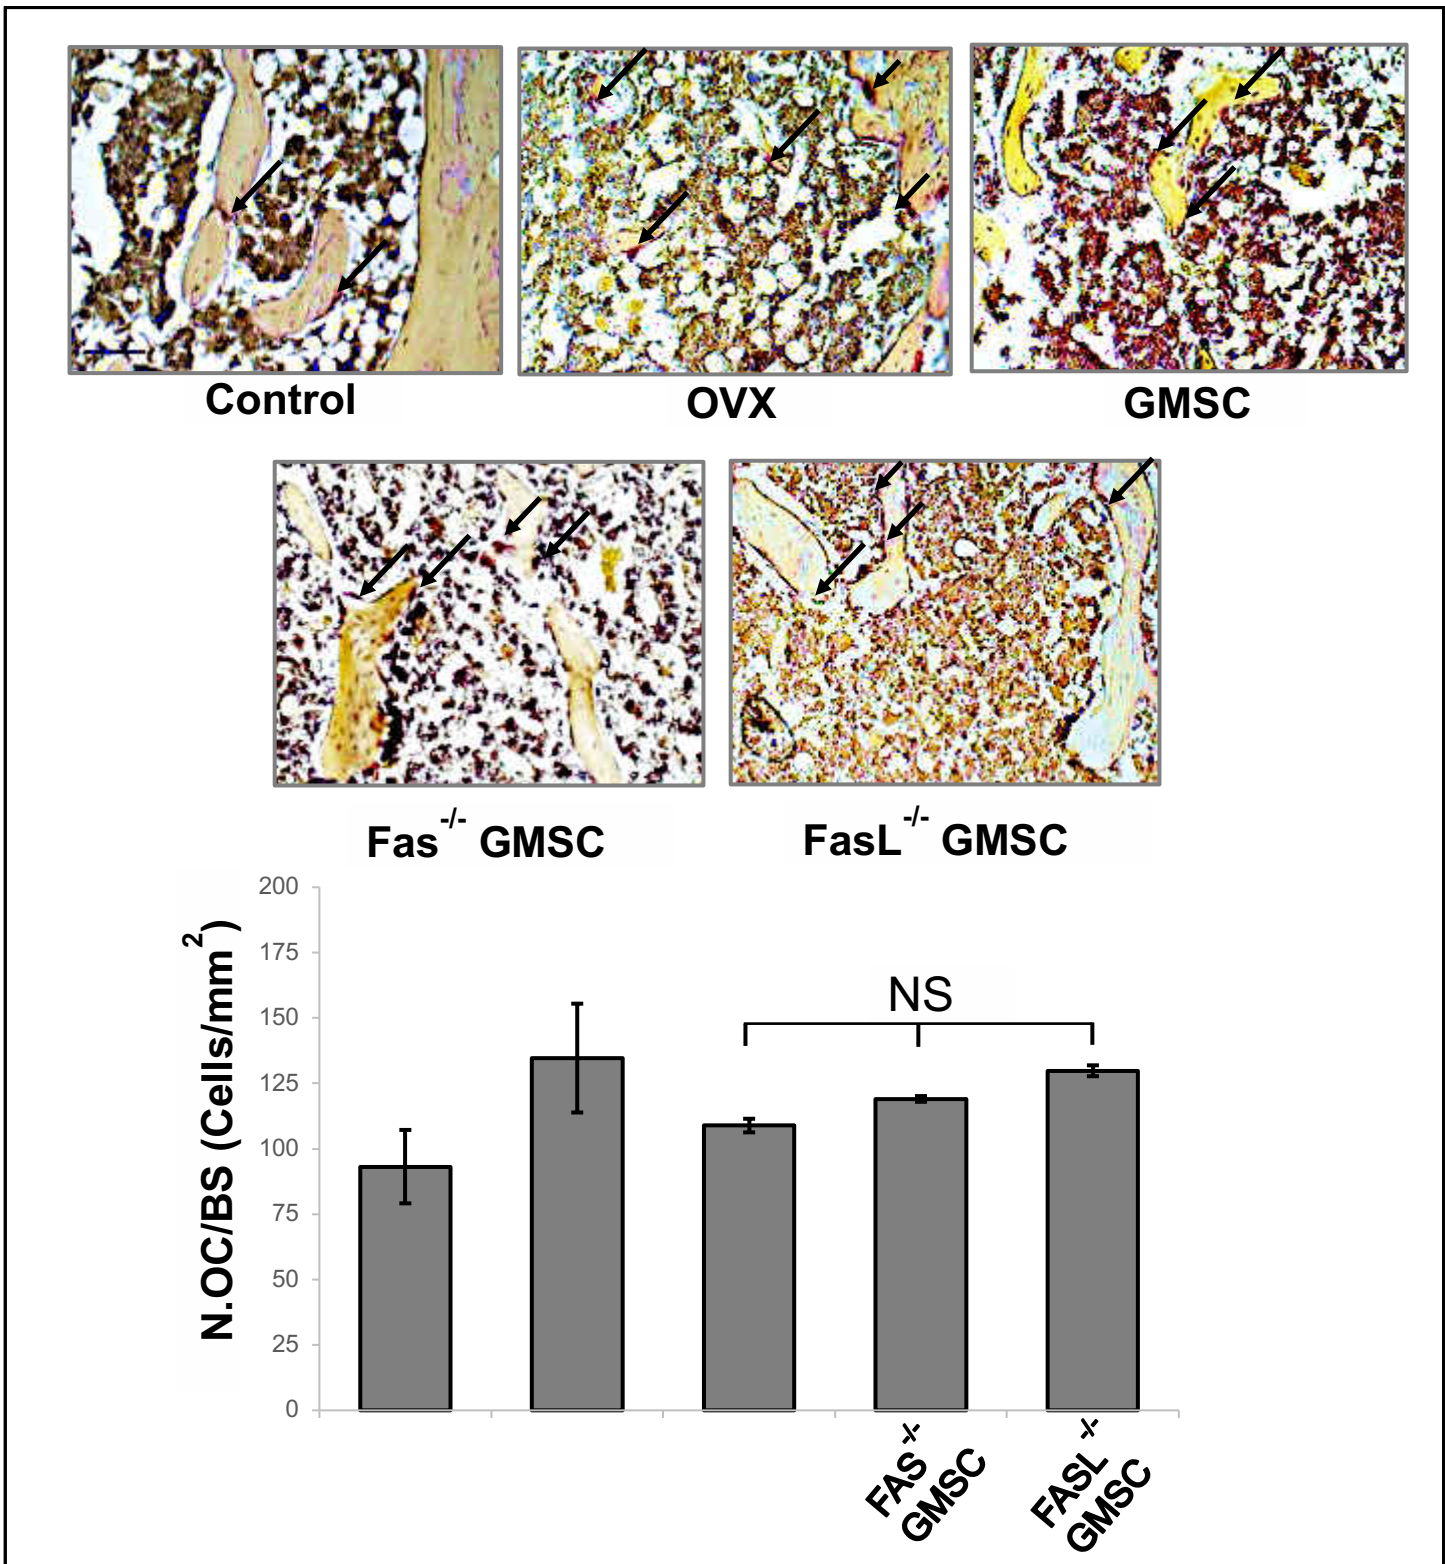 Control
OVX
GMSC
Fas-/- GMSC
FasL-/- GMSC
N.OC/BS (Cells/mm2)
200
175
150
125
100
75
50
25
0
NS
FAS-/-
GMSC
FASL-/-
GMSC